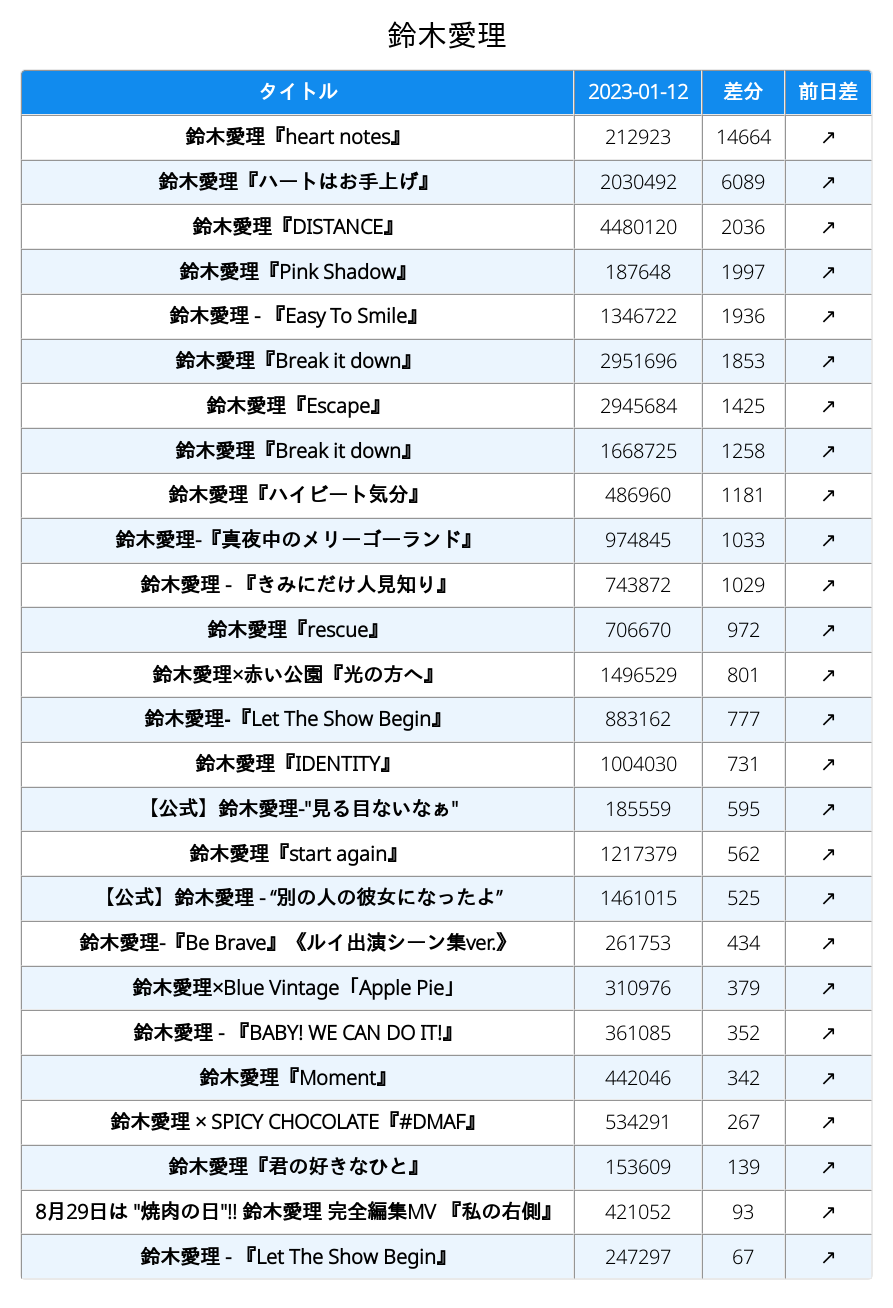 鈴木愛理
タイトル 2023-01-12 差分 前日差
鈴木愛理『heart notes』 212923 14664 ↗
鈴木愛理『ハートはお手上げ』 2030492 6089 ↗
鈴木愛理『DISTANCE』 4480120 2036 ↗
鈴木愛理『Pink Shadow』 187648 1997 ↗
鈴木愛理 - 『Easy To Smile』 1346722 1936 ↗
鈴木愛理『Break it down』 2951696 1853 ↗
鈴木愛理『Escape』 2945684 1425 ↗
鈴木愛理『Break it down』 1668725 1258 ↗
鈴木愛理『ハイビート気分』 486960 1181 ↗
鈴木愛理-『真夜中のメリーゴーランド』 974845 1033 ↗
鈴木愛理 - 『きみにだけ人見知り』 743872 1029 ↗
鈴木愛理『rescue』 706670 972 ↗
鈴木愛理×赤い公園『光の方へ』 1496529 801 ↗
鈴木愛理-『Let The Show Begin』 883162 777 ↗
鈴木愛理『IDENTITY』 1004030 731 ↗
【公式】鈴木愛理-"見る目ないなぁ" 185559 595 ↗
鈴木愛理『start again』 1217379 562 ↗
【公式】鈴木愛理 - “別の人の彼女になったよ” 1461015 525 ↗
鈴木愛理-『Be Brave』《ルイ出演シーン集ver.》 261753 434 ↗
鈴木愛理×Blue Vintage「Apple Pie」 310976 379 ↗
鈴木愛理 - 『BABY! WE CAN DO IT!』 361085 352 ↗
鈴木愛理『Moment』 442046 342 ↗
鈴木愛理 × SPICY CHOCOLATE『#DMAF』 534291 267 ↗
鈴木愛理『君の好きなひと』 153609 139 ↗
8月29日は "焼肉の日"!! 鈴木愛理 完全編集MV 『私の右側』 421052 93 ↗
鈴木愛理 - 『Let The Show Begin』 247297 67 ↗